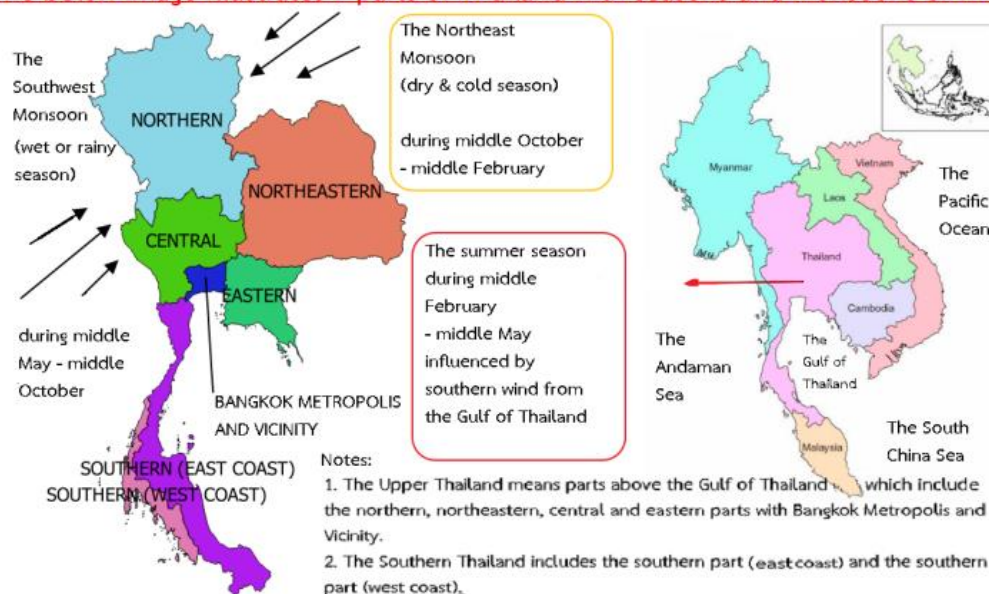 The Southwest
Monsoon
(wet or rainy
season)
during middle
May - middle
October
NORTHERN
NORTHEASTERN
CENTRAL
EASTERN
BANGKOK METROPOLIS
AND VICINITY
SOUTHERN (EAST COAST)
SOUTHERN (WEST COAST)
The Northeast
Monsoon
(dry & cold season)
during middle October
- middle February
The summer season
during middle
February
- middle May
influenced by
southern wind from
the Gulf of Thailand
Myanmar
Laos
Vietnam
Thailand
Cambodia
Malaysia
The
Pacific
Ocean
The
Andaman
Sea
The
Gulf of
Thailand
The South
China Sea
Notes:
1. The Upper Thailand means parts above the Gulf of Thailand which include
the northern, northeastern, central and eastern parts with Bangkok Metropolis and
Vicinity.
2. The Southern Thailand includes the southern part (east coast) and the southern
part (west coast).